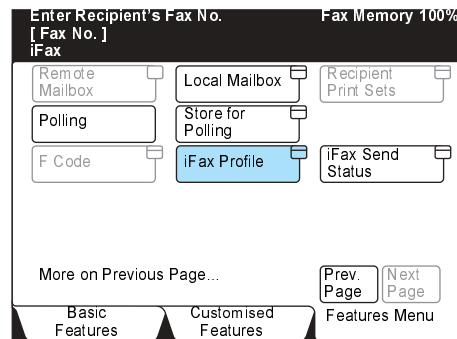 Enter Recipient's Fax No. Fax Memory 100%
[ Fax No. ]
iFax
Remote Mailbox
Local Mailbox
Recipient Print Sets
Polling
Store for Polling
F Code
iFax Profile
iFax Send Status
More on Previous Page...
Prev. Page
Next Page
Basic Features
Customised Features
Features Menu